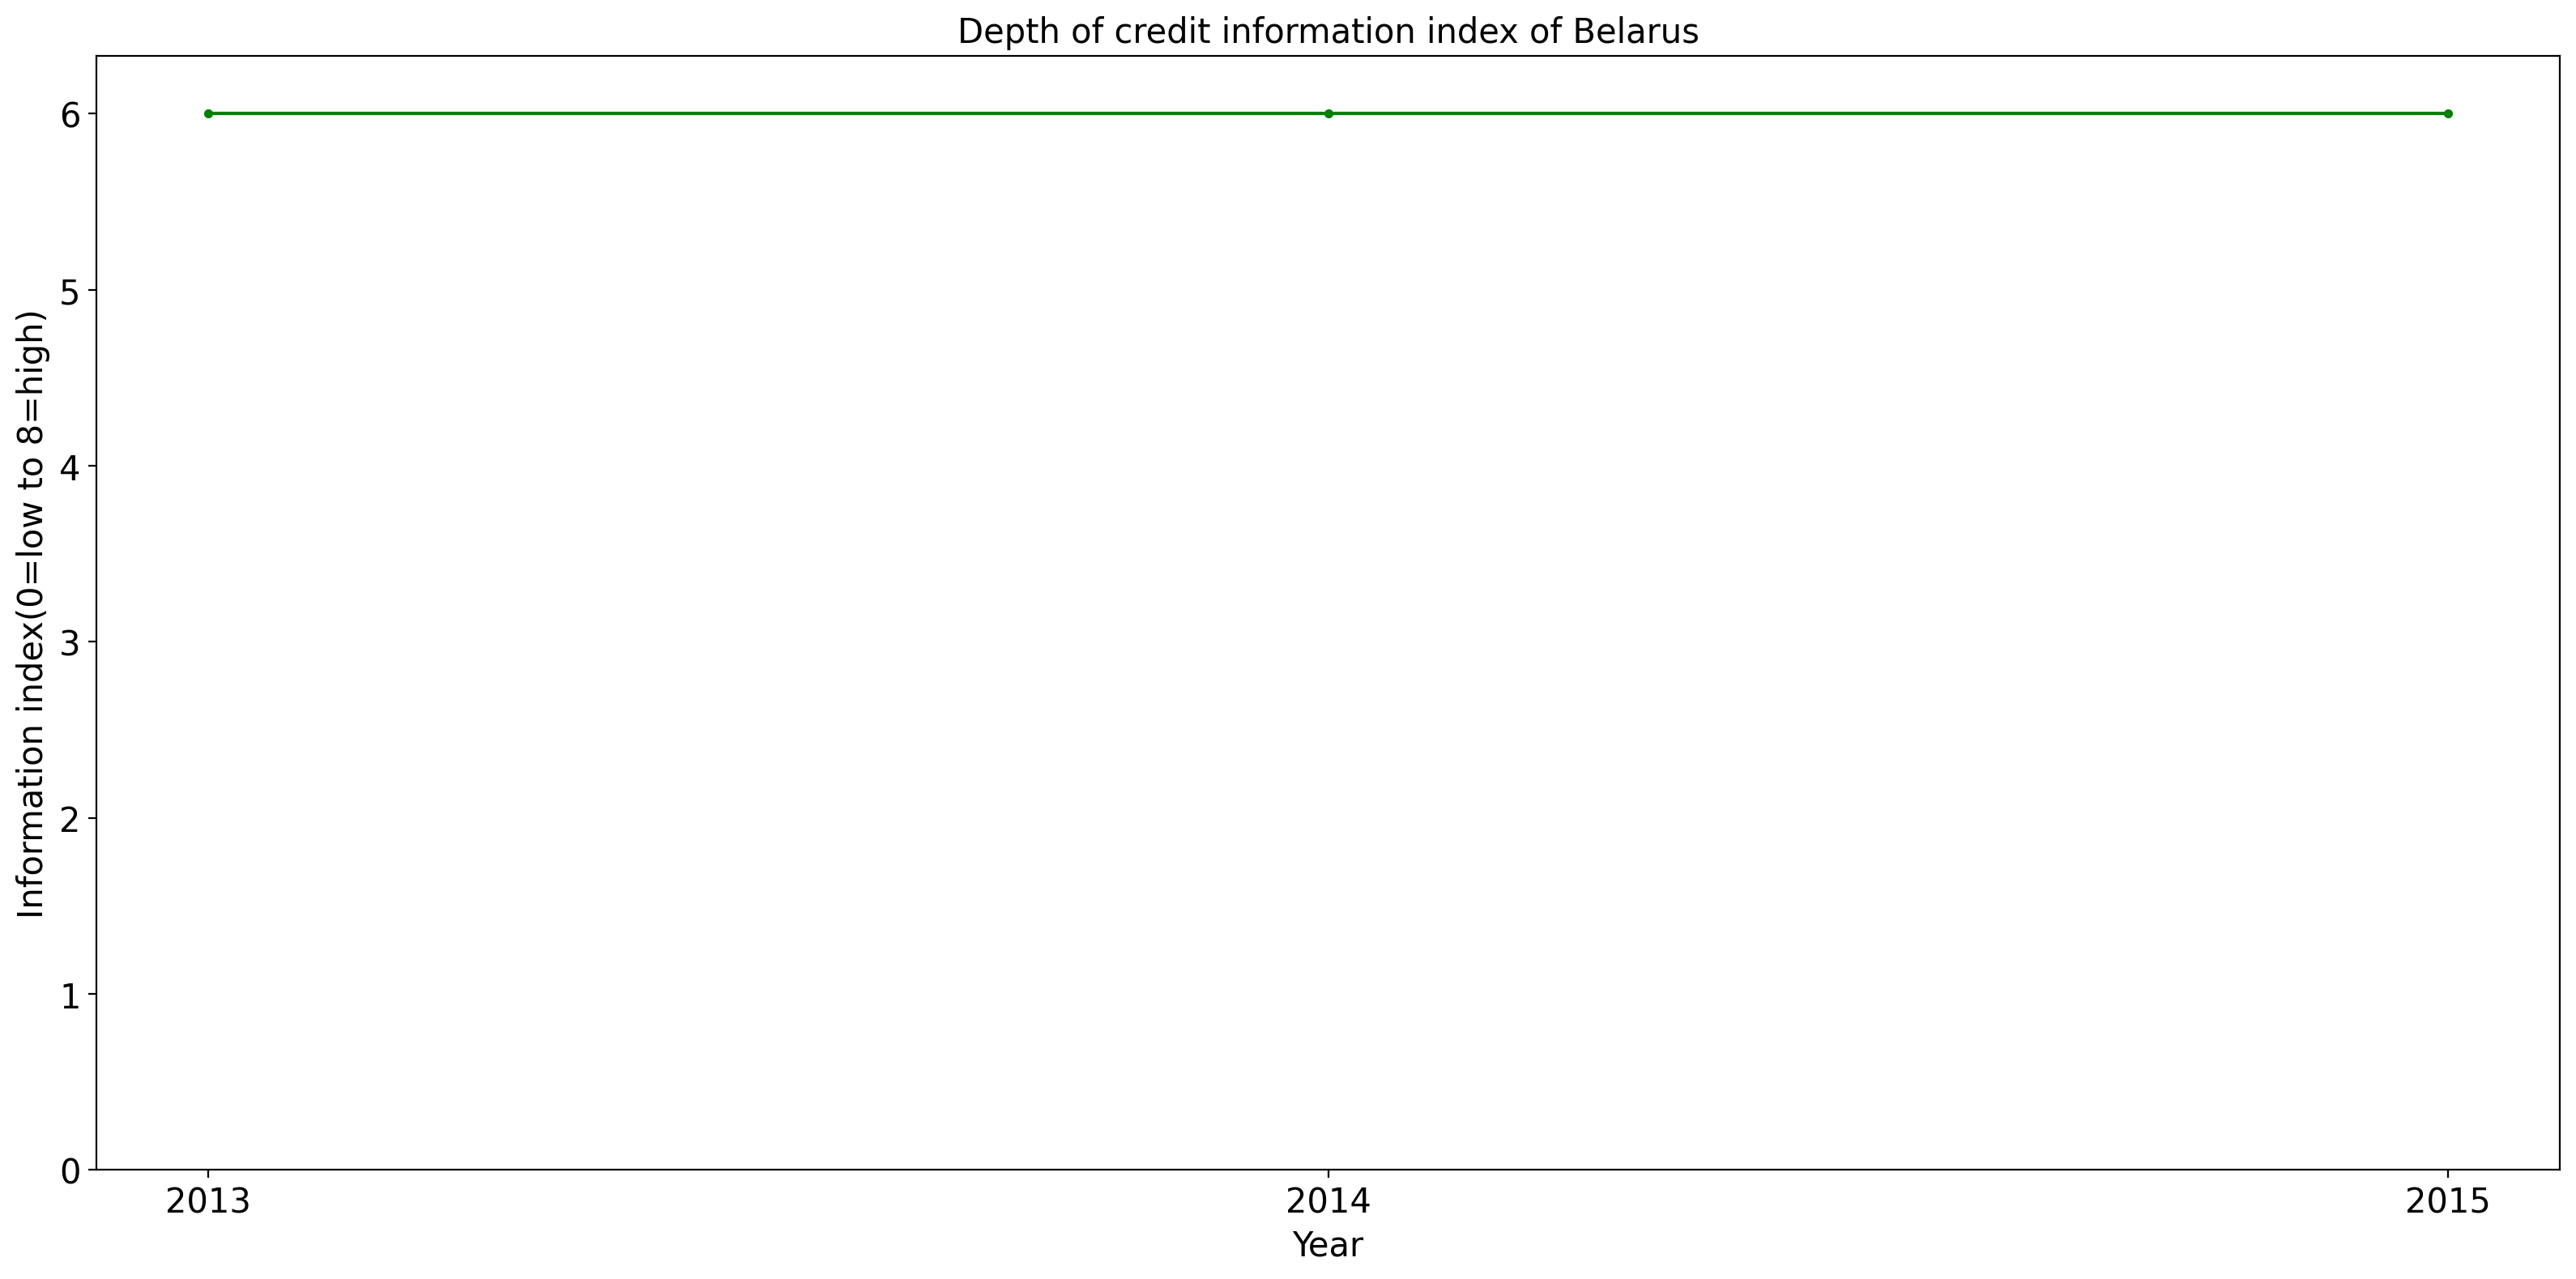 Depth of credit information index of Belarus
Information index(0=low to 8=high)
6
5
4
3
2
1
0
2013 2014 2015
Year